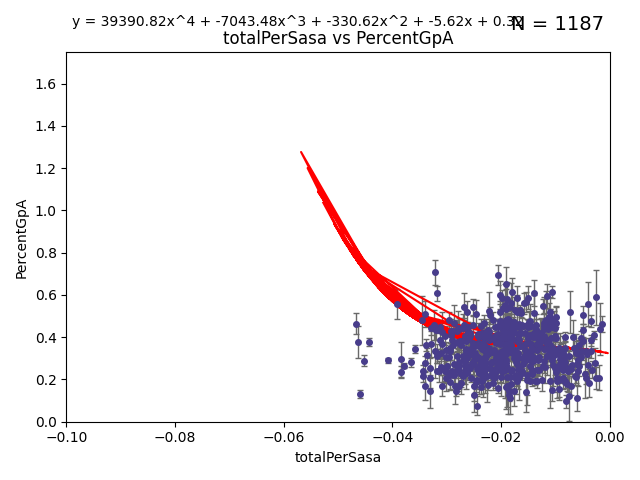 y = 39390.82x^4 + -7043.48x^3 + -330.62x^2 + -5.62x + 0.32
N = 1187
totalPerSasa vs PercentGpA
1.6
1.4
1.2
1.0
0.8
0.6
0.4
0.2
0.0
PercentGpA
−0.10 −0.08 −0.06 −0.04 −0.02 0.00
totalPerSasa